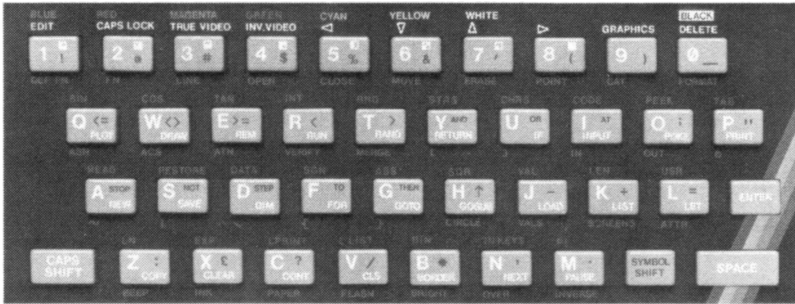 BLUE RED MAGENTA GREEN CYAN YELLOW WHITE BLACK
EDIT CAPS LOCK TRUE VIDEO INV.VIDEO GRAPHICS DELETE
1 ! 2 @ 3 # 4 $ 5 % 6 & 7 ' 8 ( 9 ) 0 _
DEF FN FN LINE OPEN CLOSE MOVE ERASE POINT CAT FORMAT
SIN COS TAN INT RND STR$ CHR$ CODE PEEK TAB
Q <= W <> E >= R < T > Y AND U OR I AT O ; P "
PLOT DRAW REM RUN RAND RETURN IF INPUT POKE PRINT
ASN ACS ATN VERIFY MERGE [ ] IN OUT
READ RESTORE DATA SGN ABS SQR VAL LEN USR
A STOP S NOT D STEP F TO G THEN H ↑ J - K + L =
NEW SAVE DIM FOR GOTO GOSUB LOAD LIST LET ENTER
~ | \ { } CIRCLE VAL$ SCREEN$ ATTR
LN EXP LPRINT LLIST BIN INKEY$ PI
CAPS SHIFT Z : X £ C ? V / B * N , M . SYMBOL SHIFT SPACE
COPY CLEAR CONT CLS BORDER NEXT PAUSE
BEEP INK PAPER FLASH BRIGHT OVER INVERSE